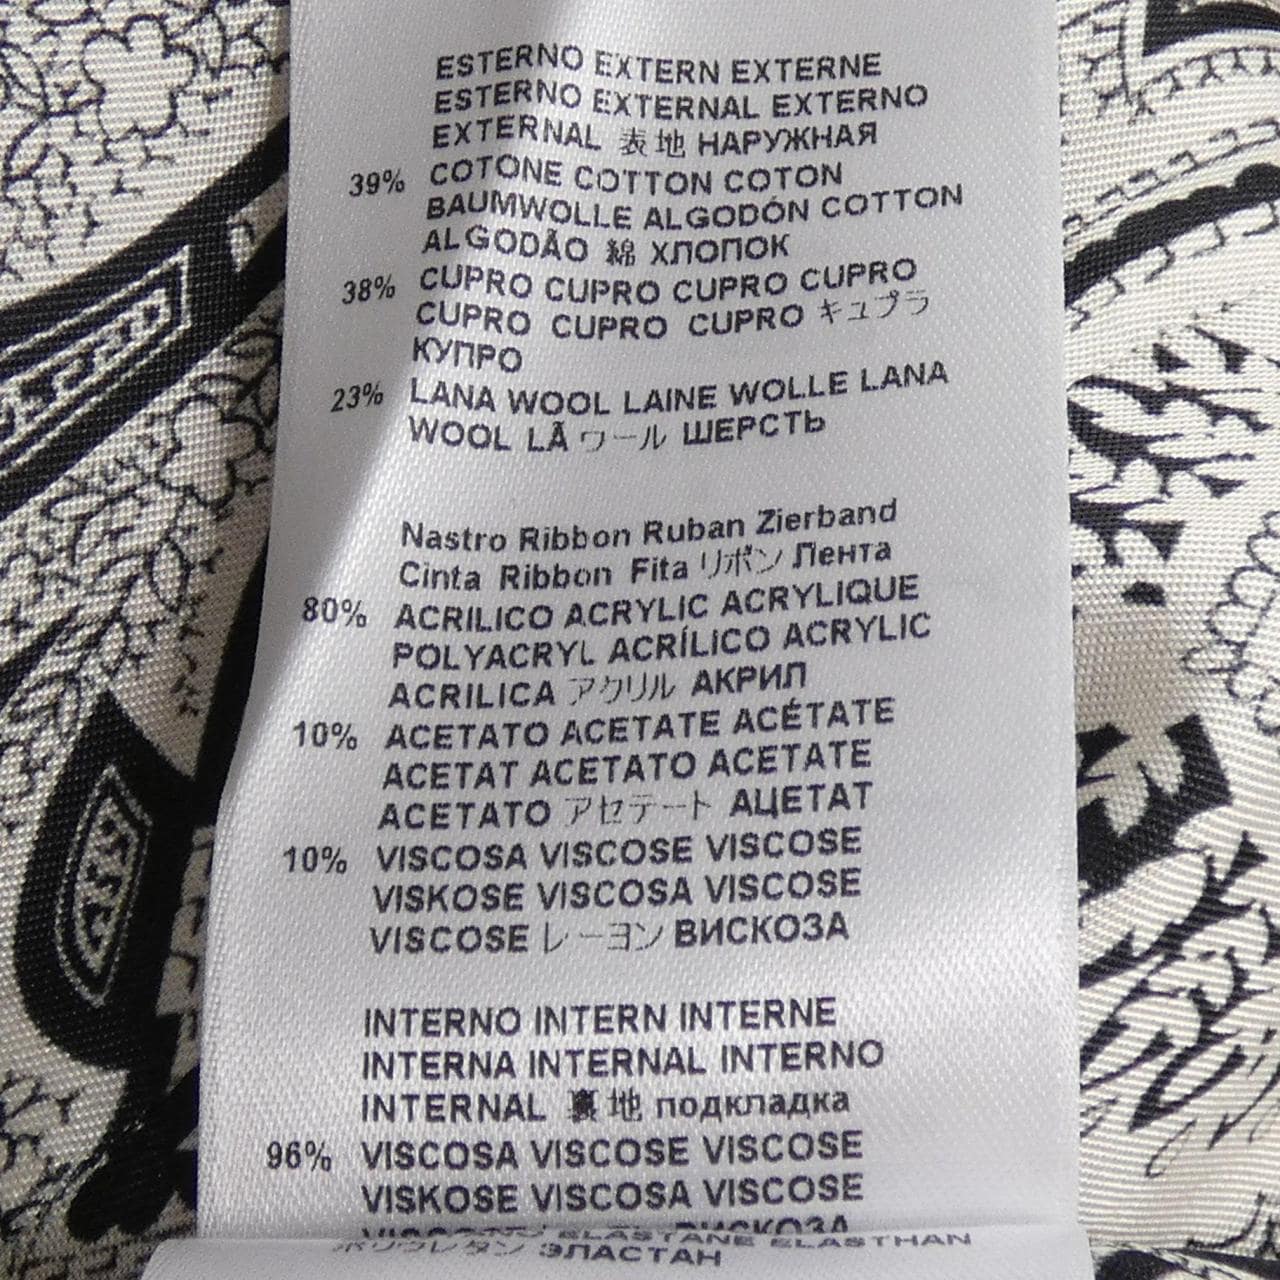 ESTERNO EXTERN EXTERNE
ESTERNO EXTERNAL EXTERNO
EXTERNAL 表地 НАРУЖНАЯ
39% COTONE COTTON COTON
BAUMWOLLE ALGODÓN COTTON
ALGODÃO 綿 ХЛОПОК
38% CUPRO CUPRO CUPRO CUPRO
CUPRO CUPRO CUPRO キュプラ
КУПРО
23% LANA WOOL LAINE WOLLE LANA
WOOL LÃ ウール ШЕРСТЬ
Nastro Ribbon Ruban Zierband
Cinta Ribbon Fita リボン Лента
80% ACRILICO ACRYLIC ACRYLIQUE
POLYACRYL ACRÍLICO ACRYLIC
ACRILICA アクリル АКРИЛ
10% ACETATO ACETATE ACÉTATE
ACETAT ACETATO ACETATE
ACETATO アセテート АЦЕТАТ
10% VISCOSA VISCOSE VISCOSE
VISKOSE VISCOSA VISCOSE
VISCOSE レーヨン ВИСКОЗА
INTERNO INTERN INTERNE
INTERNA INTERNAL INTERNO
INTERNAL 裏地 подкладка
96% VISCOSA VISCOSE VISCOSE
VISKOSE VISCOSA VISCOSE
ВИСКОЗА
ELASTANE ELASTHAN
ポリウレタン ЭЛАСТАН